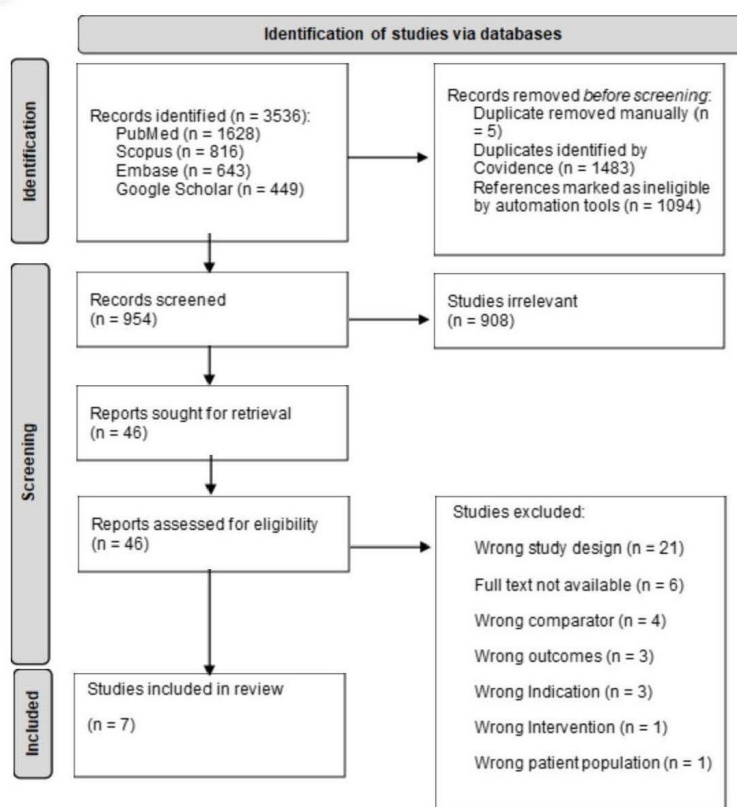 Identification of studies via databases
Identification
Records identified (n = 3536):
PubMed (n = 1628)
Scopus (n = 816)
Embase (n = 643)
Google Scholar (n = 449)
Records removed before screening:
Duplicate removed manually (n
= 5)
Duplicates identified by
Covidence (n = 1483)
References marked as ineligible
by automation tools (n = 1094)
Screening
Records screened
(n = 954)
Studies irrelevant
(n = 908)
Reports sought for retrieval
(n = 46)
Reports assessed for eligibility
(n = 46)
Studies excluded:
Wrong study design (n = 21)
Full text not available (n = 6)
Wrong comparator (n = 4)
Wrong outcomes (n = 3)
Wrong Indication (n = 3)
Wrong Intervention (n = 1)
Wrong patient population (n = 1)
Included
Studies included in review
(n = 7)